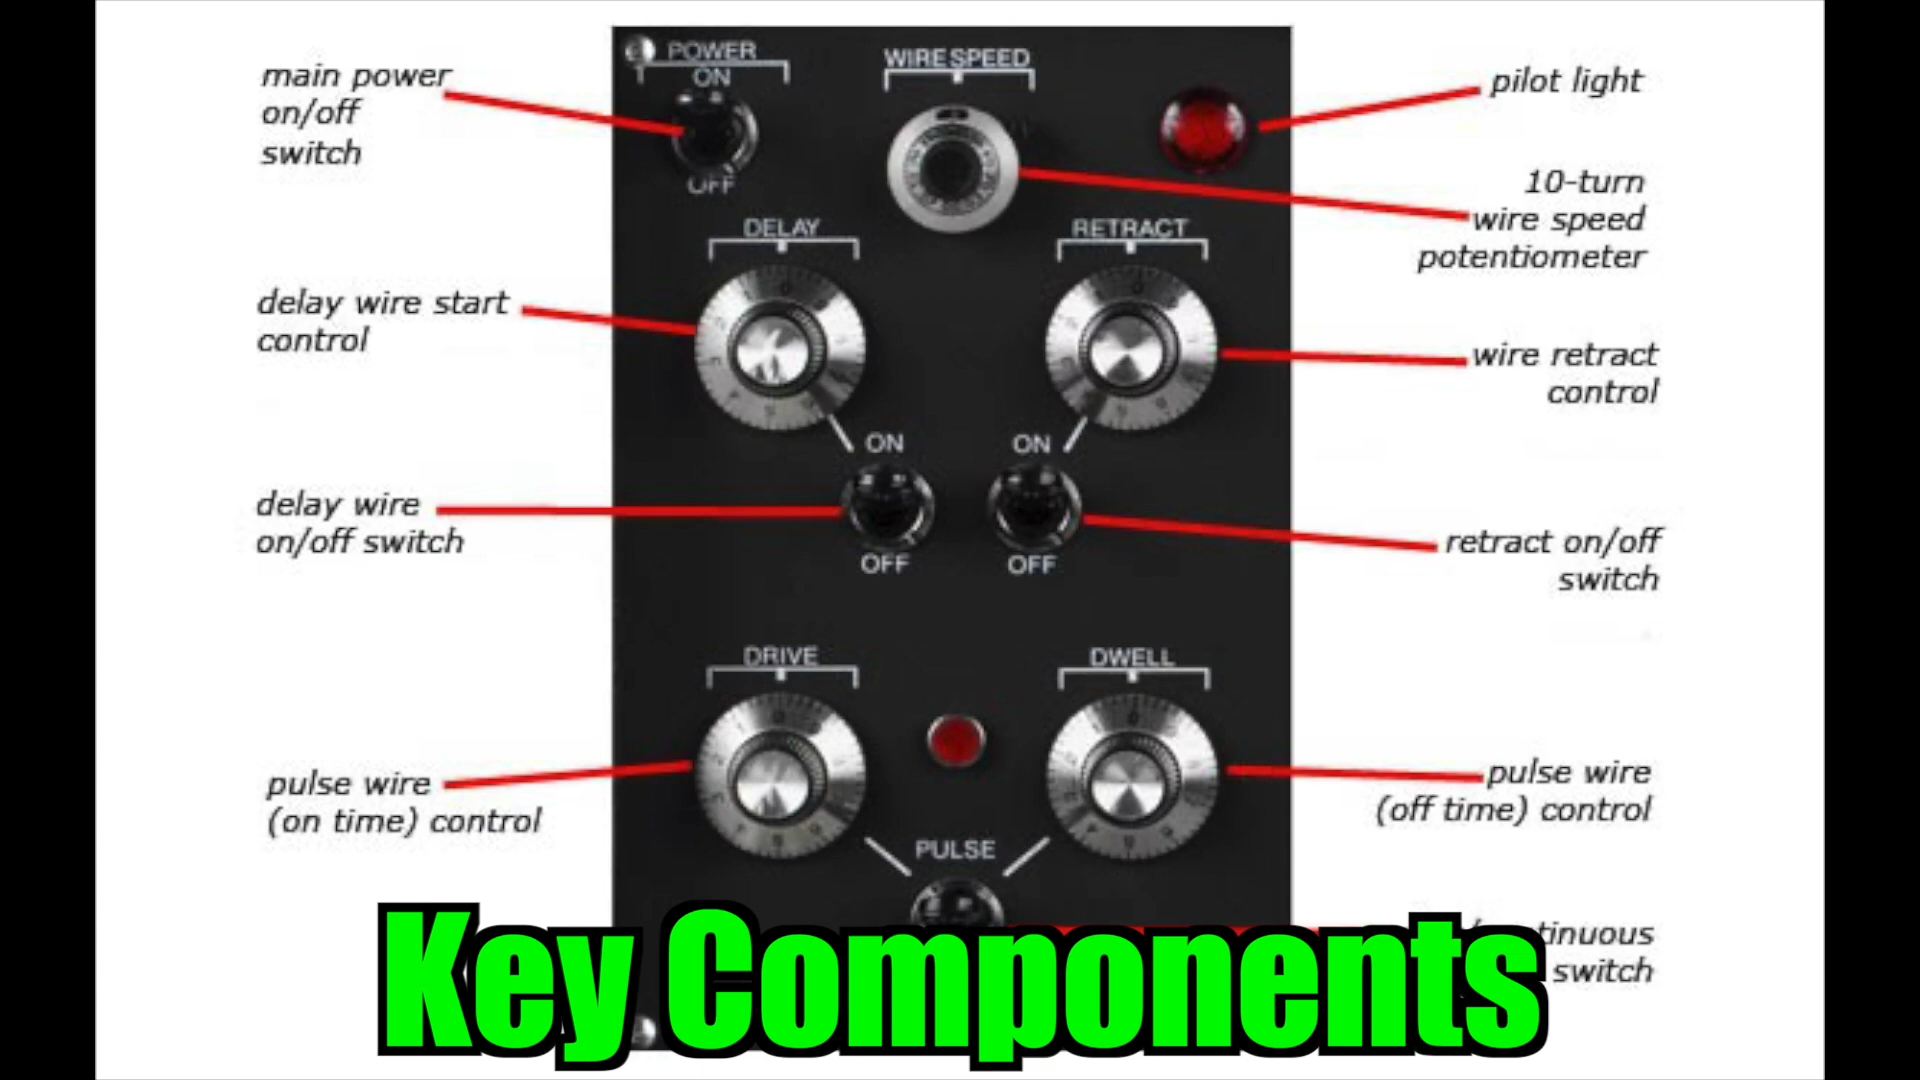 main power
on/off
switch
POWER
ON
OFF
WIRE SPEED
pilot light
10-turn
wire speed
potentiometer
DELAY
RETRACT
delay wire start
control
wire retract
control
ON
ON
OFF
OFF
delay wire
on/off switch
retract on/off
switch
DRIVE
DWELL
pulse wire
(on time) control
pulse wire
(off time) control
PULSE
switch
Key Components